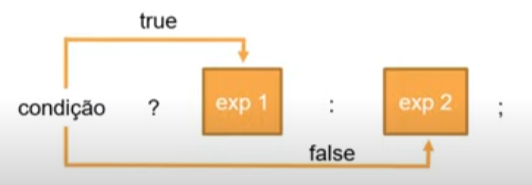 true
condição ? exp 1 : exp 2 ;
false